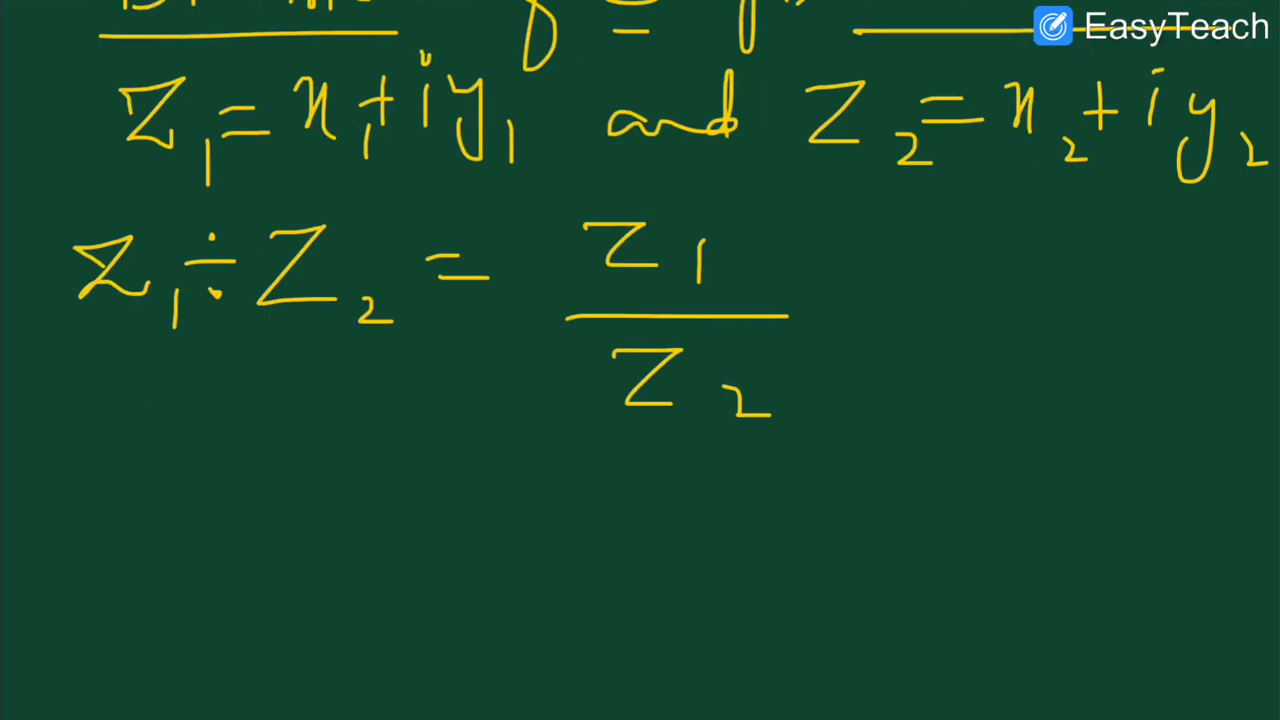 EasyTeach
z₁ = x₁ + iy₁ and z₂ = x₂ + iy₂
z₁ ÷ z₂ = z₁ / z₂